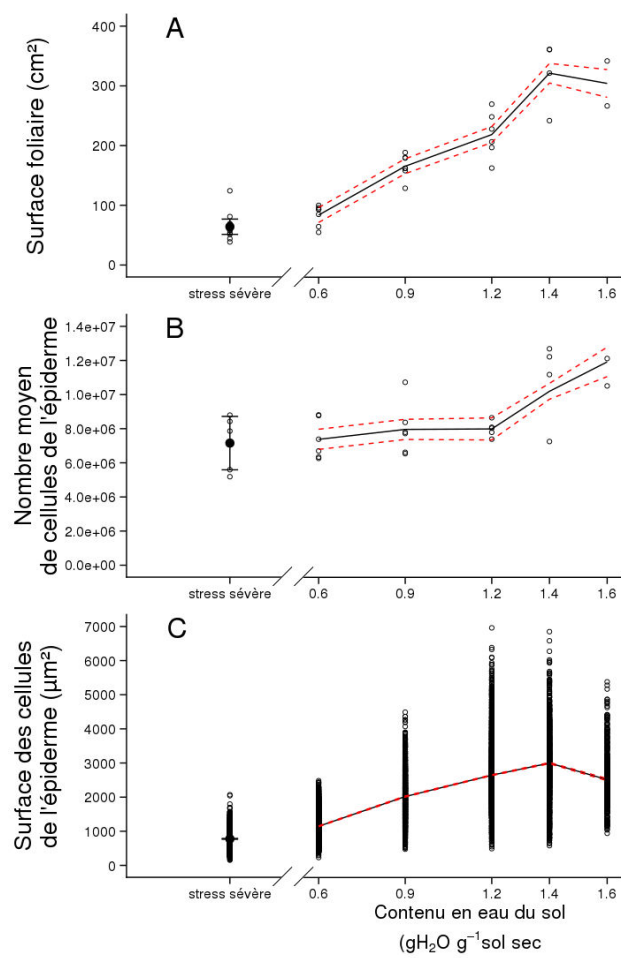 A
Surface foliaire (cm²)
400
300
200
100
0
stress sévère
0.6
0.9
1.2
1.4
1.6
B
Nombre moyen
de cellules de l'épiderme
1.4e+07
1.2e+07
1.0e+07
8.0e+06
6.0e+06
4.0e+06
2.0e+06
0.0e+00
stress sévère
0.6
0.9
1.2
1.4
1.6
C
Surface des cellules
de l'épiderme (µm²)
7000
6000
5000
4000
3000
2000
1000
0
stress sévère
0.6
0.9
1.2
1.4
1.6
Contenu en eau du sol
(gH₂O g⁻¹sol sec